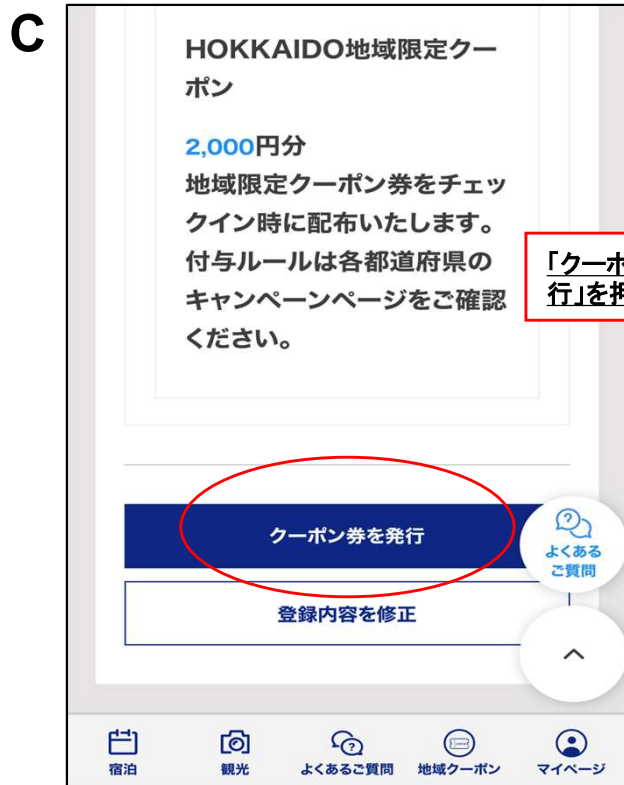 C
HOKKAIDO地域限定クー
ポン
2,000円分
地域限定クーポン券をチェッ
クイン時に配布いたします。
付与ルールは各都道府県の
キャンペーンページをご確認
ください。
「クーポ
行」を押
クーポン券を発行
よくある
ご質問
登録内容を修正
宿泊
観光
よくあるご質問
地域クーポン
マイページ